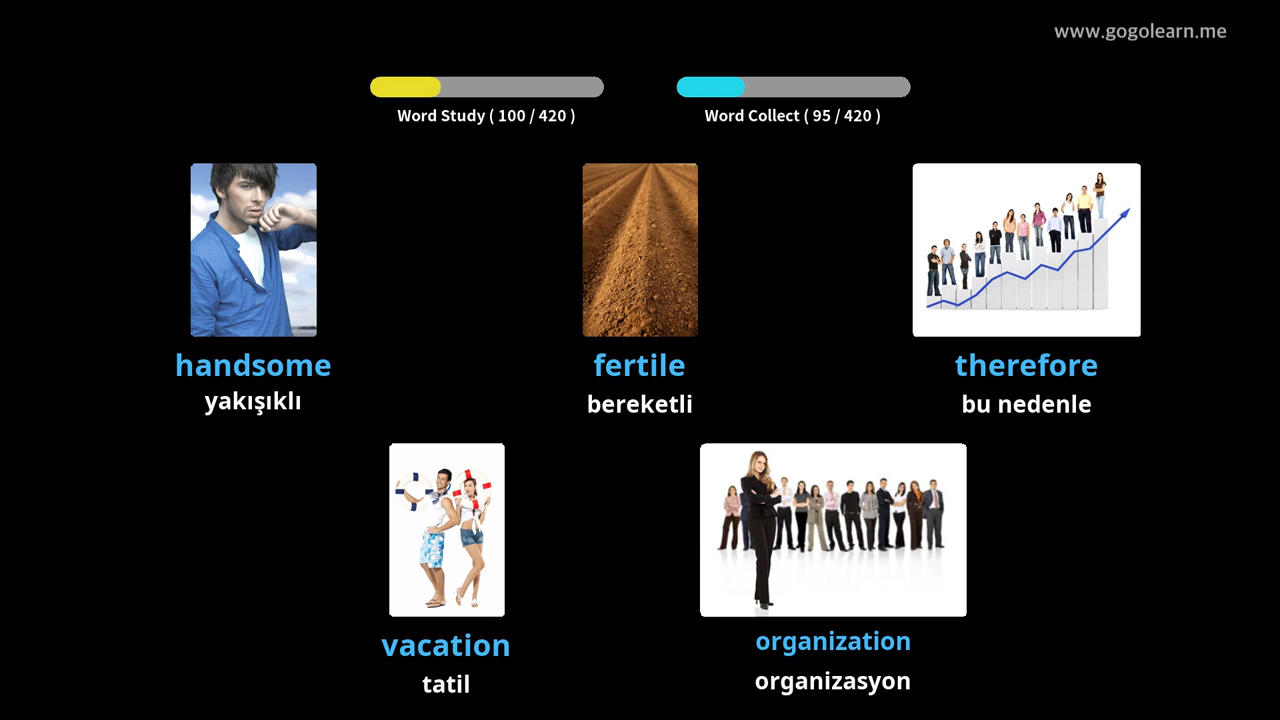 www.gogolearn.me
Word Study ( 100 / 420 )
Word Collect ( 95 / 420 )
handsome
yakışıklı
fertile
bereketli
therefore
bu nedenle
vacation
tatil
organization
organizasyon